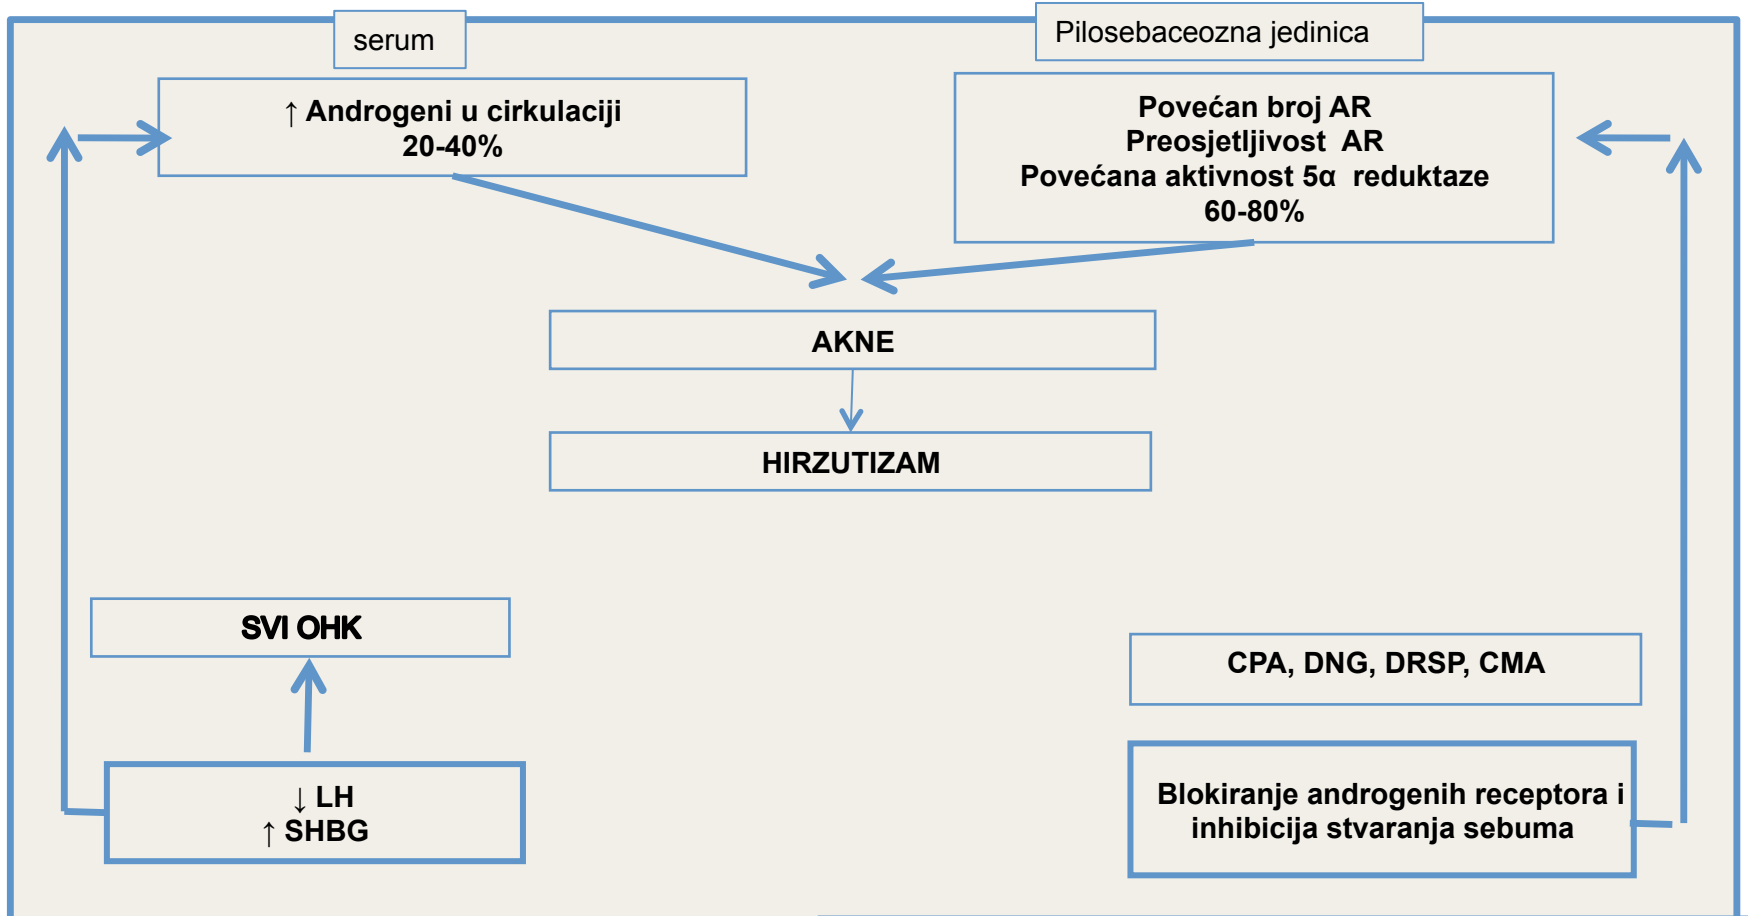 serum
Pilosebaceozna jedinica
↑ Androgeni u cirkulaciji
20-40%
Povećan broj AR
Preosjetljivost AR
Povećana aktivnost 5α reduktaze
60-80%
AKNE
HIRZUTIZAM
SVI OHK
↓ LH
↑ SHBG
CPA, DNG, DRSP, CMA
Blokiranje androgenih receptora i
inhibicija stvaranja sebuma